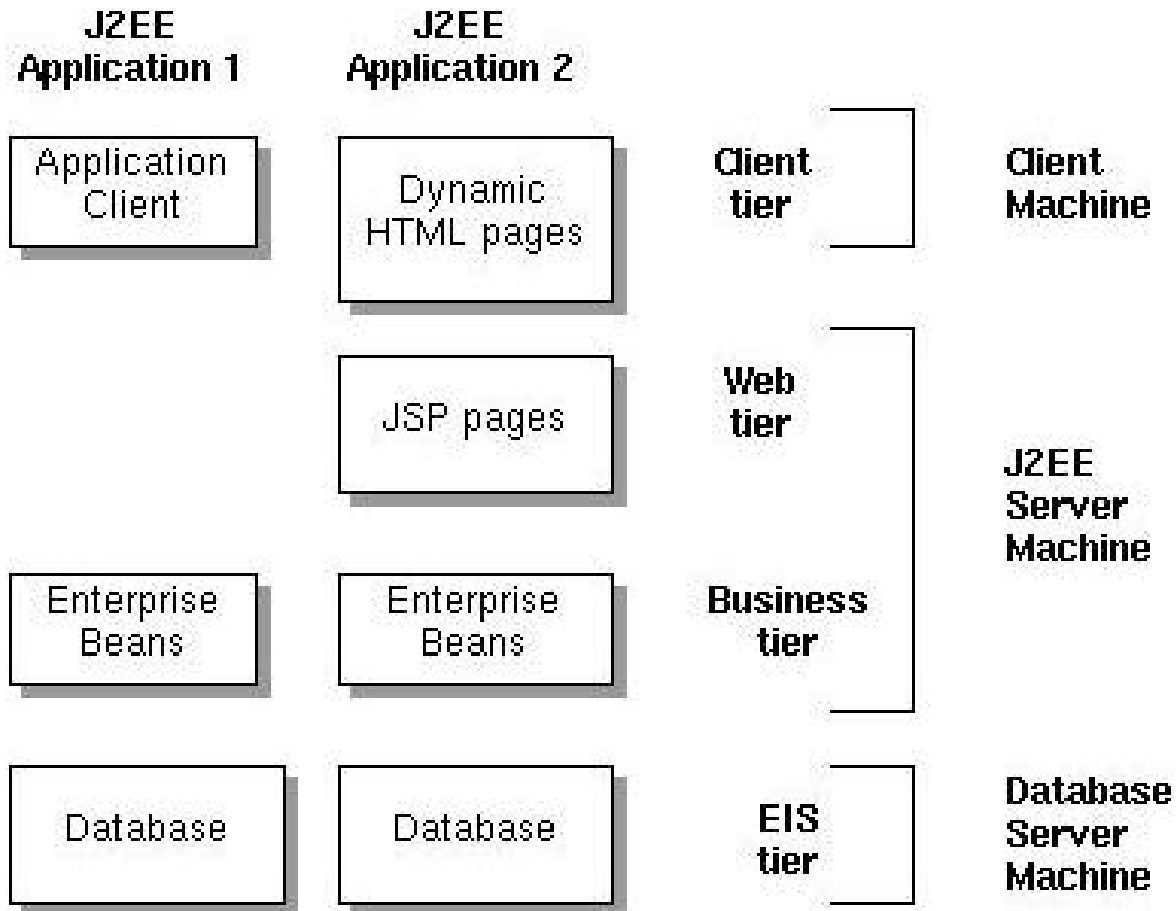 J2EE
Application 1
J2EE
Application 2
Application
Client
Dynamic
HTML pages
Client
tier
Client
Machine
JSP pages
Web
tier
J2EE
Server
Machine
Enterprise
Beans
Enterprise
Beans
Business
tier
Database
Database
EIS
tier
Database
Server
Machine